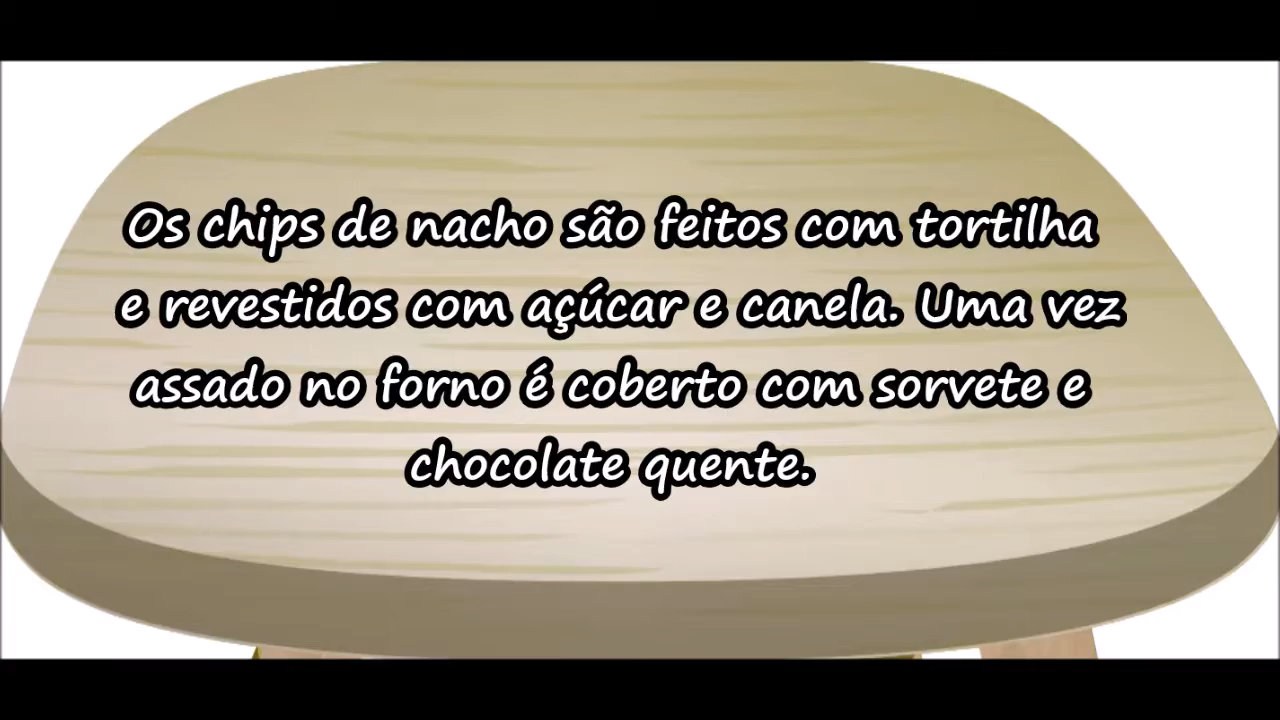 Os chips de nacho são feitos com tortilha
e revestidos com açúcar e canela. Uma vez
assado no forno é coberto com sorvete e
chocolate quente.